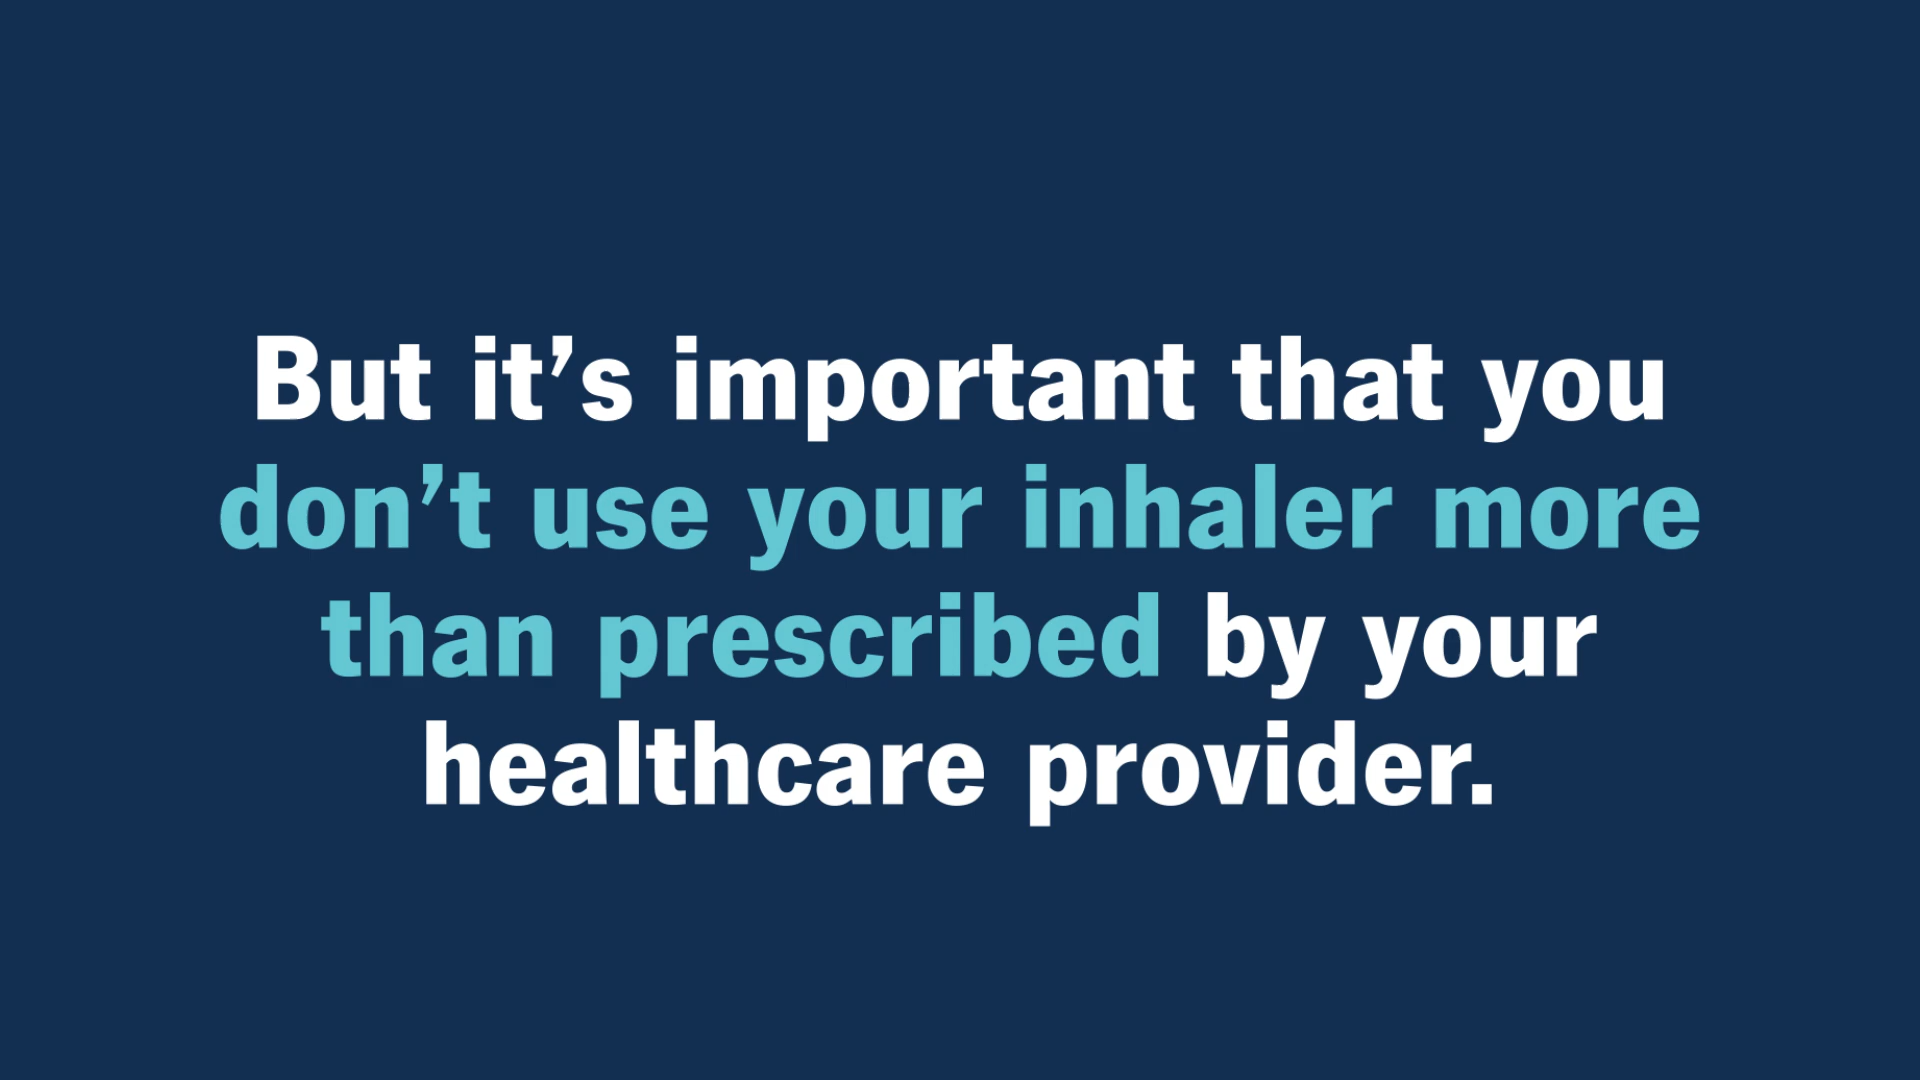 But it’s important that you
don’t use your inhaler more
than prescribed by your
healthcare provider.